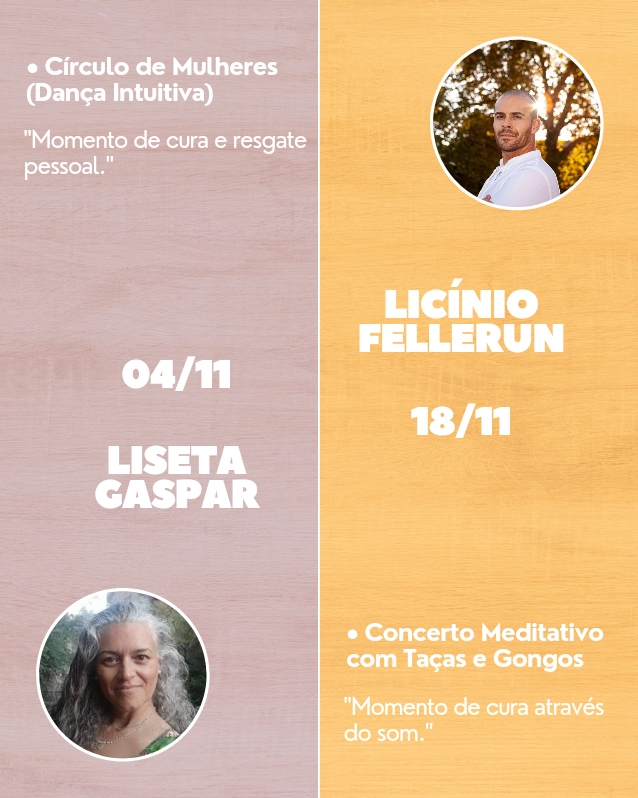 • Círculo de Mulheres
(Dança Intuitiva)
"Momento de cura e resgate
pessoal."
04/11
LISETA
GASPAR
LICÍNIO
FELLERUN
18/11
• Concerto Meditativo
com Taças e Gongos
"Momento de cura através
do som."